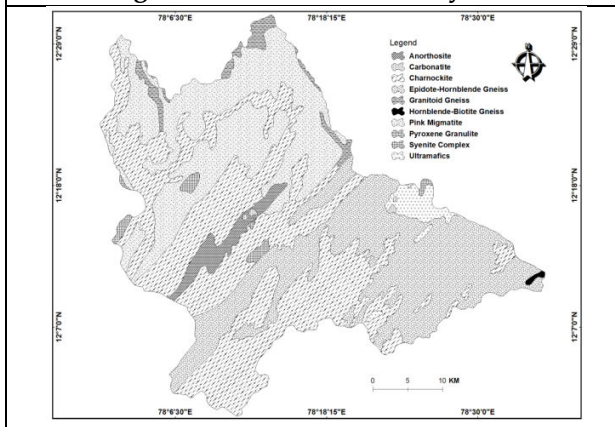 78°6'30"E 78°18'15"E 78°30'0"E
12°29'0"N 12°29'0"N
Legend
Anorthosite
Carbonatite
Charnockite
Epidote-Hornblende Gneiss
Granitoid Gneiss
Hornblende-Biotite Gneiss
Pink Migmatite
Pyroxene Granulite
Syenite Complex
Ultramafics
12°18'0"N 12°18'0"N
12°7'0"N 12°7'0"N
0 5 10 KM
78°6'30"E 78°18'15"E 78°30'0"E